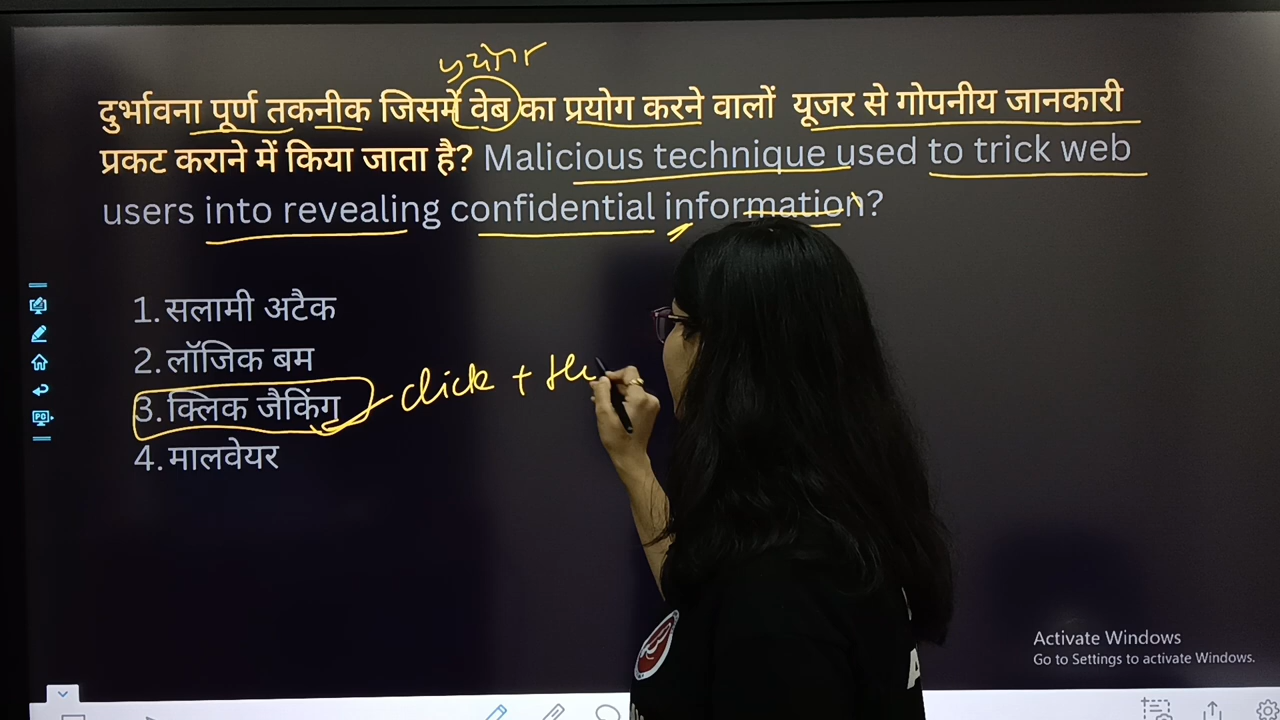 दुर्भावना पूर्ण तकनीक जिसमें वेब का प्रयोग करने वालों यूजर से गोपनीय जानकारी
प्रकट कराने में किया जाता है? Malicious technique used to trick web
users into revealing confidential information?
1. सलामी अटैक
2. लॉजिक बम
3. क्लिक जैकिंग click +
4. मालवेयर
Activate Windows
Go to Settings to activate Windows.